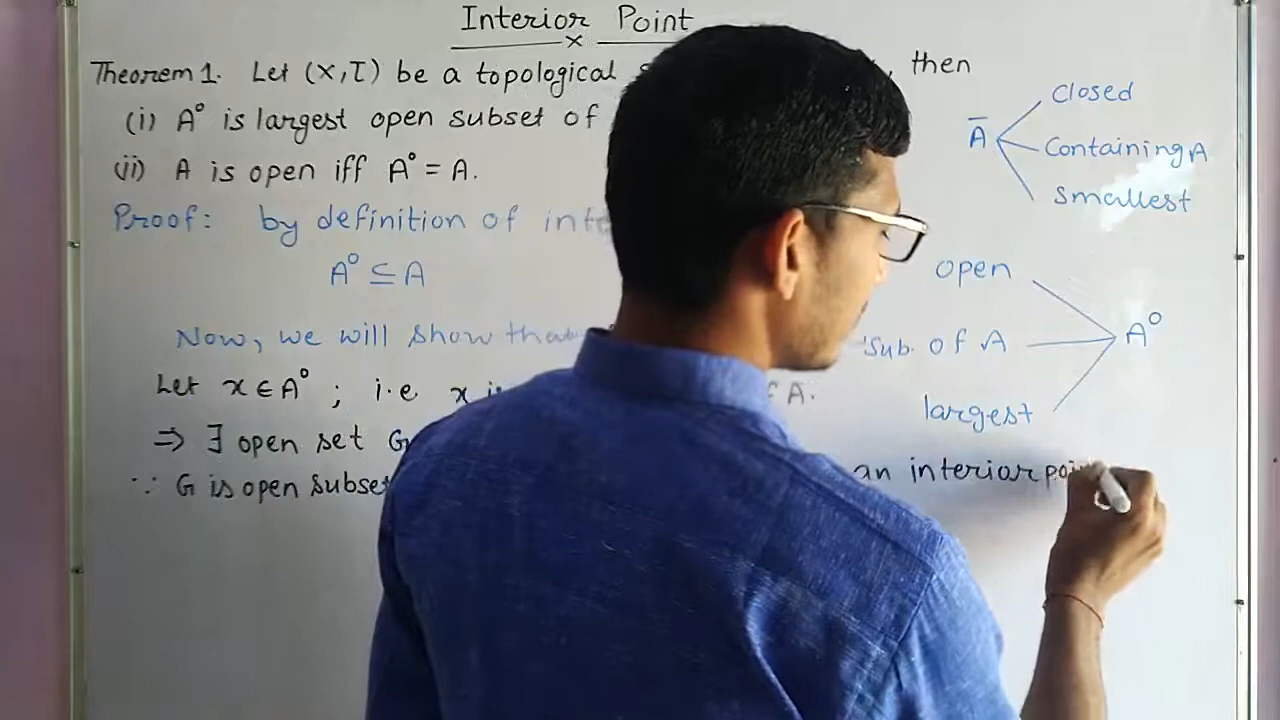 Interior Point
Theorem 1. Let (X,T) be a topological then
(i) A° is largest open subset of
(ii) A is open iff A° = A.
Proof: by definition of
A° ⊆ A
Now, we will show that
Let x ∈ A° ; i.e. x A.
⇒ ∃ open set G
∵ G is open subset an interior
Ā
Closed
Containing A
Smallest
open
Sub. of A
largest
A°